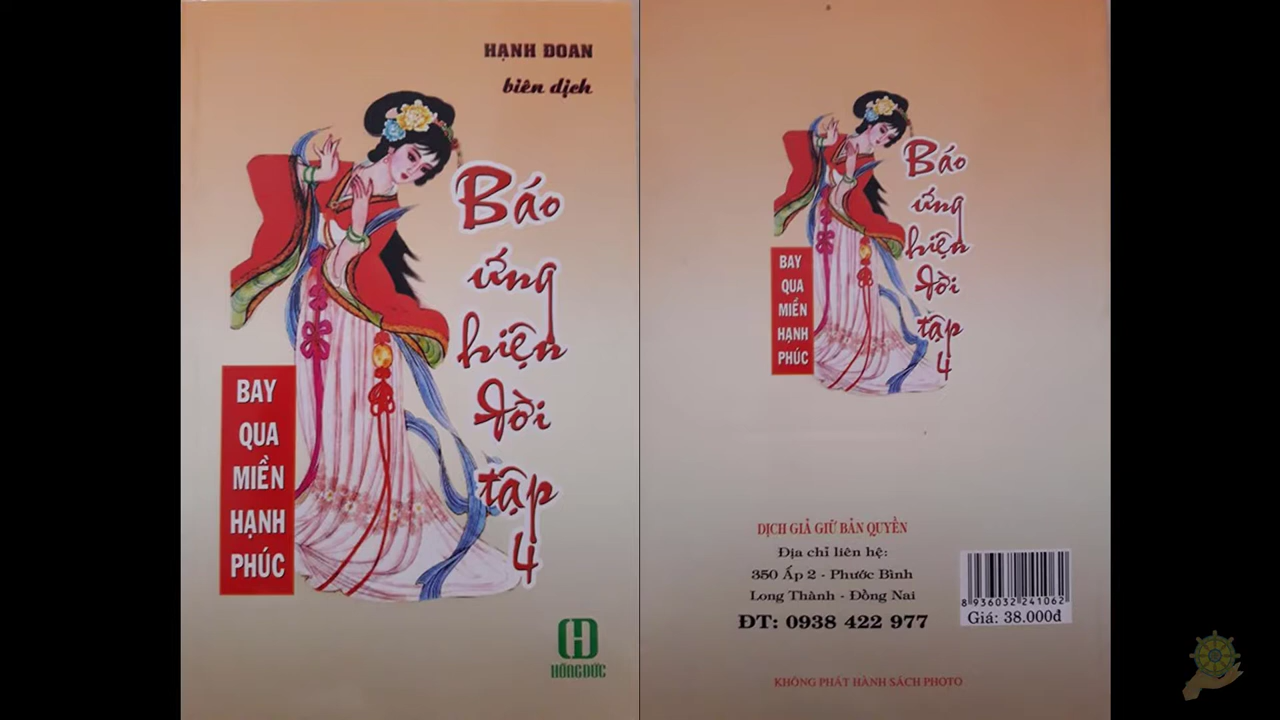 HẠNH ĐOAN
biên dịch
Báo
ứng
hiện
đời
tập
4
BAY
QUA
MIỀN
HẠNH
PHÚC
HỒNG ĐỨC
Báo
ứng
hiện
đời
tập
4
BAY
QUA
MIỀN
HẠNH
PHÚC
DỊCH GIẢ GIỮ BẢN QUYỀN
Địa chỉ liên hệ:
350 Ấp 2 - Phước Bình
Long Thành - Đồng Nai
ĐT: 0938 422 977
8 936032 241062
Giá: 38.000đ
KHÔNG PHÁT HÀNH SÁCH PHOTO